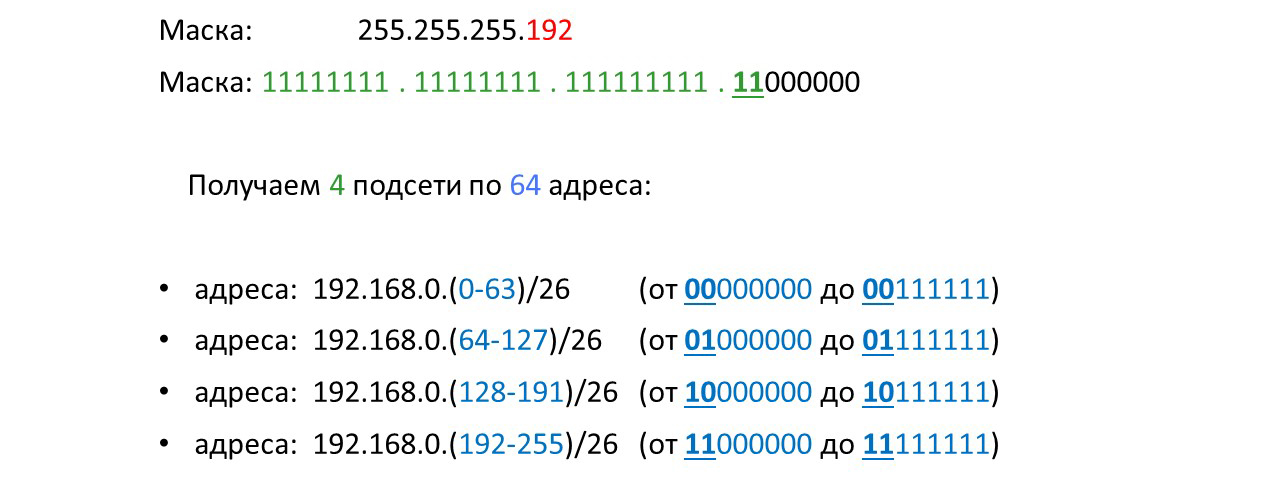 Маска: 255.255.255.192
Маска: 11111111 . 11111111 . 111111111 . 11000000
Получаем 4 подсети по 64 адреса:
• адреса: 192.168.0.(0-63)/26 (от 00000000 до 00111111)
• адреса: 192.168.0.(64-127)/26 (от 01000000 до 01111111)
• адреса: 192.168.0.(128-191)/26 (от 10000000 до 10111111)
• адреса: 192.168.0.(192-255)/26 (от 11000000 до 11111111)